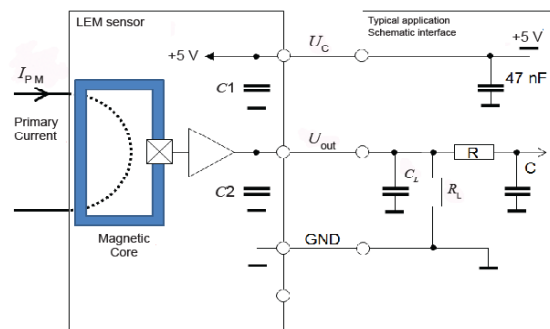 LEM sensor
Typical application
Schematic interface
+5 V
U_C
+5 V
I_PM
C1
47 nF
Primary
Current
U_out
R
C
C2
C_L
R_L
GND
Magnetic
Core